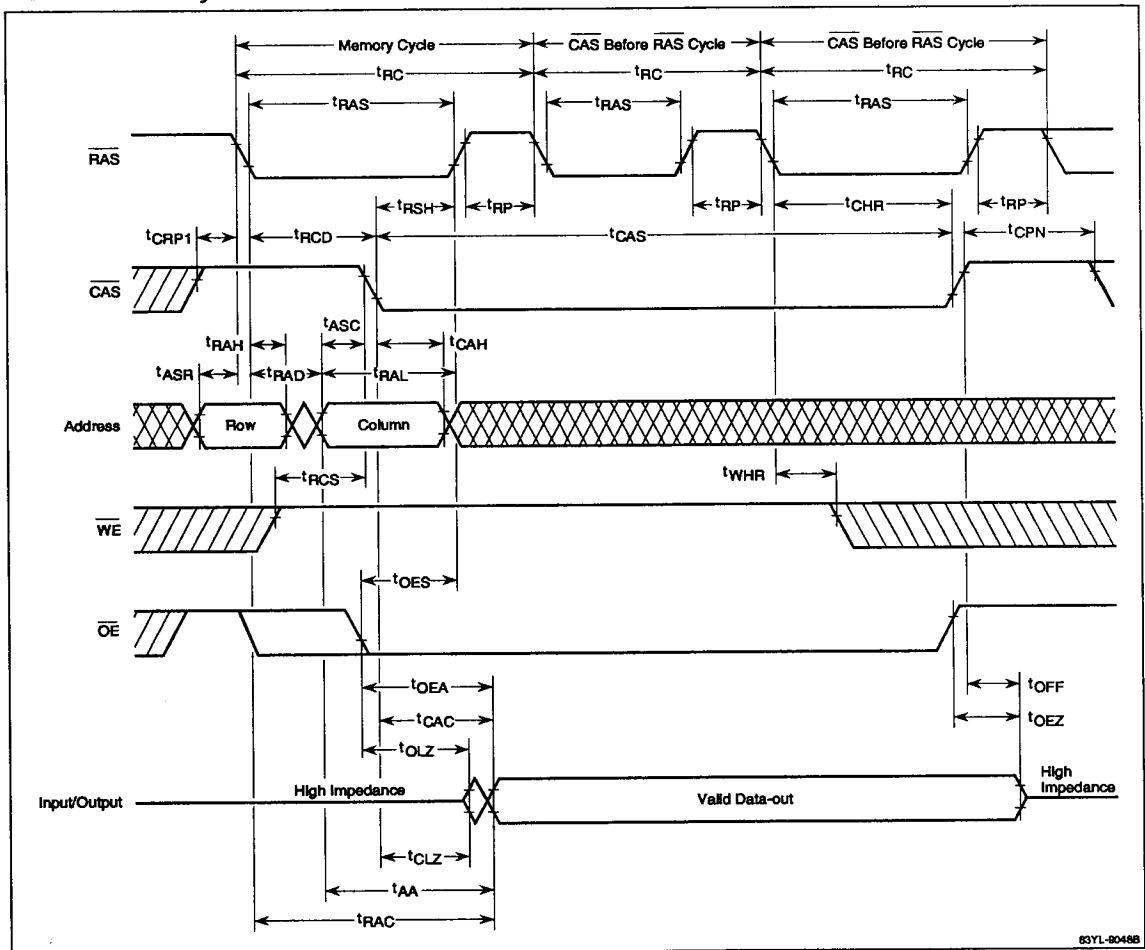 Memory Cycle
CAS Before RAS Cycle
CAS Before RAS Cycle
tRC
tRC
tRC
tRAS
tRAS
tRAS
RAS
tRSH
tRP
tRP
tCHR
tRP
tCRP1
tRCD
tCAS
tCPN
CAS
tASC
tRAH
tCAH
tASR
tRAD
tRAL
Address
Row
Column
tRCS
tWHR
WE
tOES
OE
tOEA
tOFF
tCAC
tOEZ
tOLZ
Input/Output
High Impedance
Valid Data-out
High
Impedance
tCLZ
tAA
tRAC
83YL-9048B